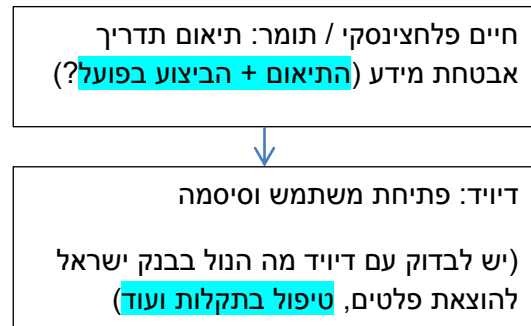 חיים פלחצינסקי / תומר: תיאום תדריך
אבטחת מידע (התיאום + הביצוע בפועל?)
דיויד: פתיחת משתמש וסיסמה
(יש לבדוק עם דיויד מה הנול בבנק ישראל
להוצאת פלטים, טיפול בתקלות ועוד)